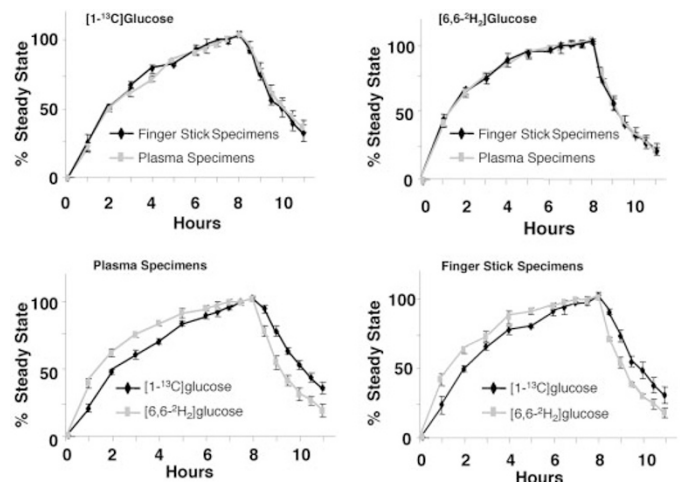 [1-¹³C]Glucose
% Steady State
100
50
0
Finger Stick Specimens
Plasma Specimens
0 2 4 6 8 10
Hours
[6,6-²H₂]Glucose
% Steady State
100
50
0
Finger Stick Specimens
Plasma Specimens
0 2 4 6 8 10
Hours
Plasma Specimens
% Steady State
100
50
0
[1-¹³C]glucose
[6,6-²H₂]glucose
0 2 4 6 8 10
Hours
Finger Stick Specimens
% Steady State
100
50
0
[1-¹³C]glucose
[6,6-²H₂]glucose
0 2 4 6 8 10
Hours